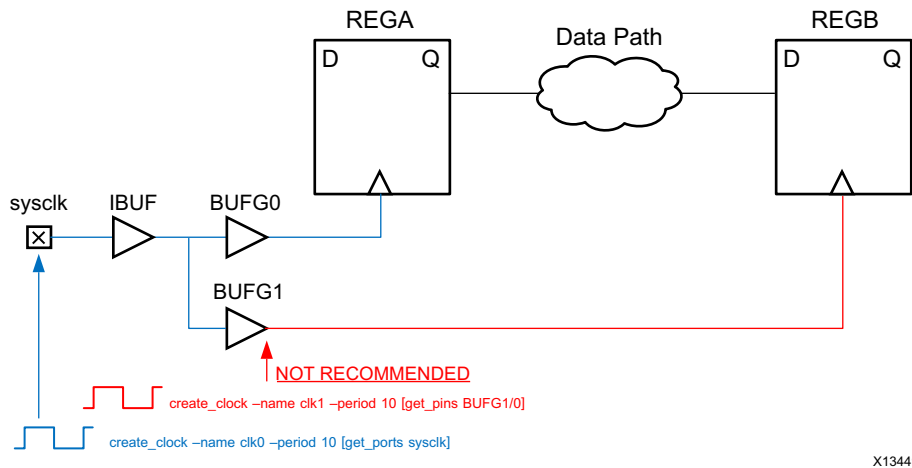 REGA
REGB
Data Path
D
Q
D
Q
sysclk
IBUF
BUFG0
BUFG1
NOT RECOMMENDED
create_clock –name clk1 –period 10 [get_pins BUFG1/0]
create_clock –name clk0 –period 10 [get_ports sysclk]
X1344